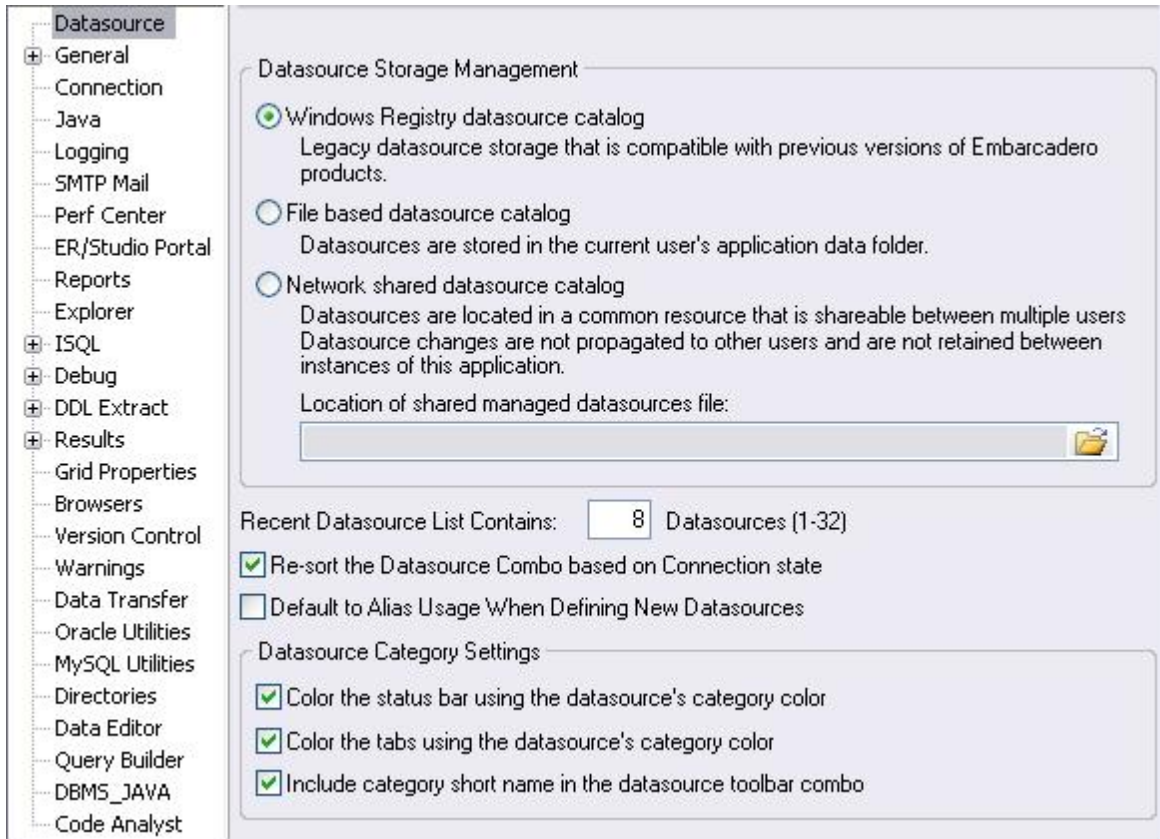 Datasource
General
Connection
Java
Logging
SMTP Mail
Perf Center
ER/Studio Portal
Reports
Explorer
ISQL
Debug
DDL Extract
Results
Grid Properties
Browsers
Version Control
Warnings
Data Transfer
Oracle Utilities
MySQL Utilities
Directories
Data Editor
Query Builder
DBMS_JAVA
Code Analyst
Datasource Storage Management
Windows Registry datasource catalog
Legacy datasource storage that is compatible with previous versions of Embarcadero
products.
File based datasource catalog
Datasources are stored in the current user's application data folder.
Network shared datasource catalog
Datasources are located in a common resource that is shareable between multiple users
Datasource changes are not propagated to other users and are not retained between
instances of this application.
Location of shared managed datasources file:
Recent Datasource List Contains: 8 Datasources (1-32)
Re-sort the Datasource Combo based on Connection state
Default to Alias Usage When Defining New Datasources
Datasource Category Settings
Color the status bar using the datasource's category color
Color the tabs using the datasource's category color
Include category short name in the datasource toolbar combo